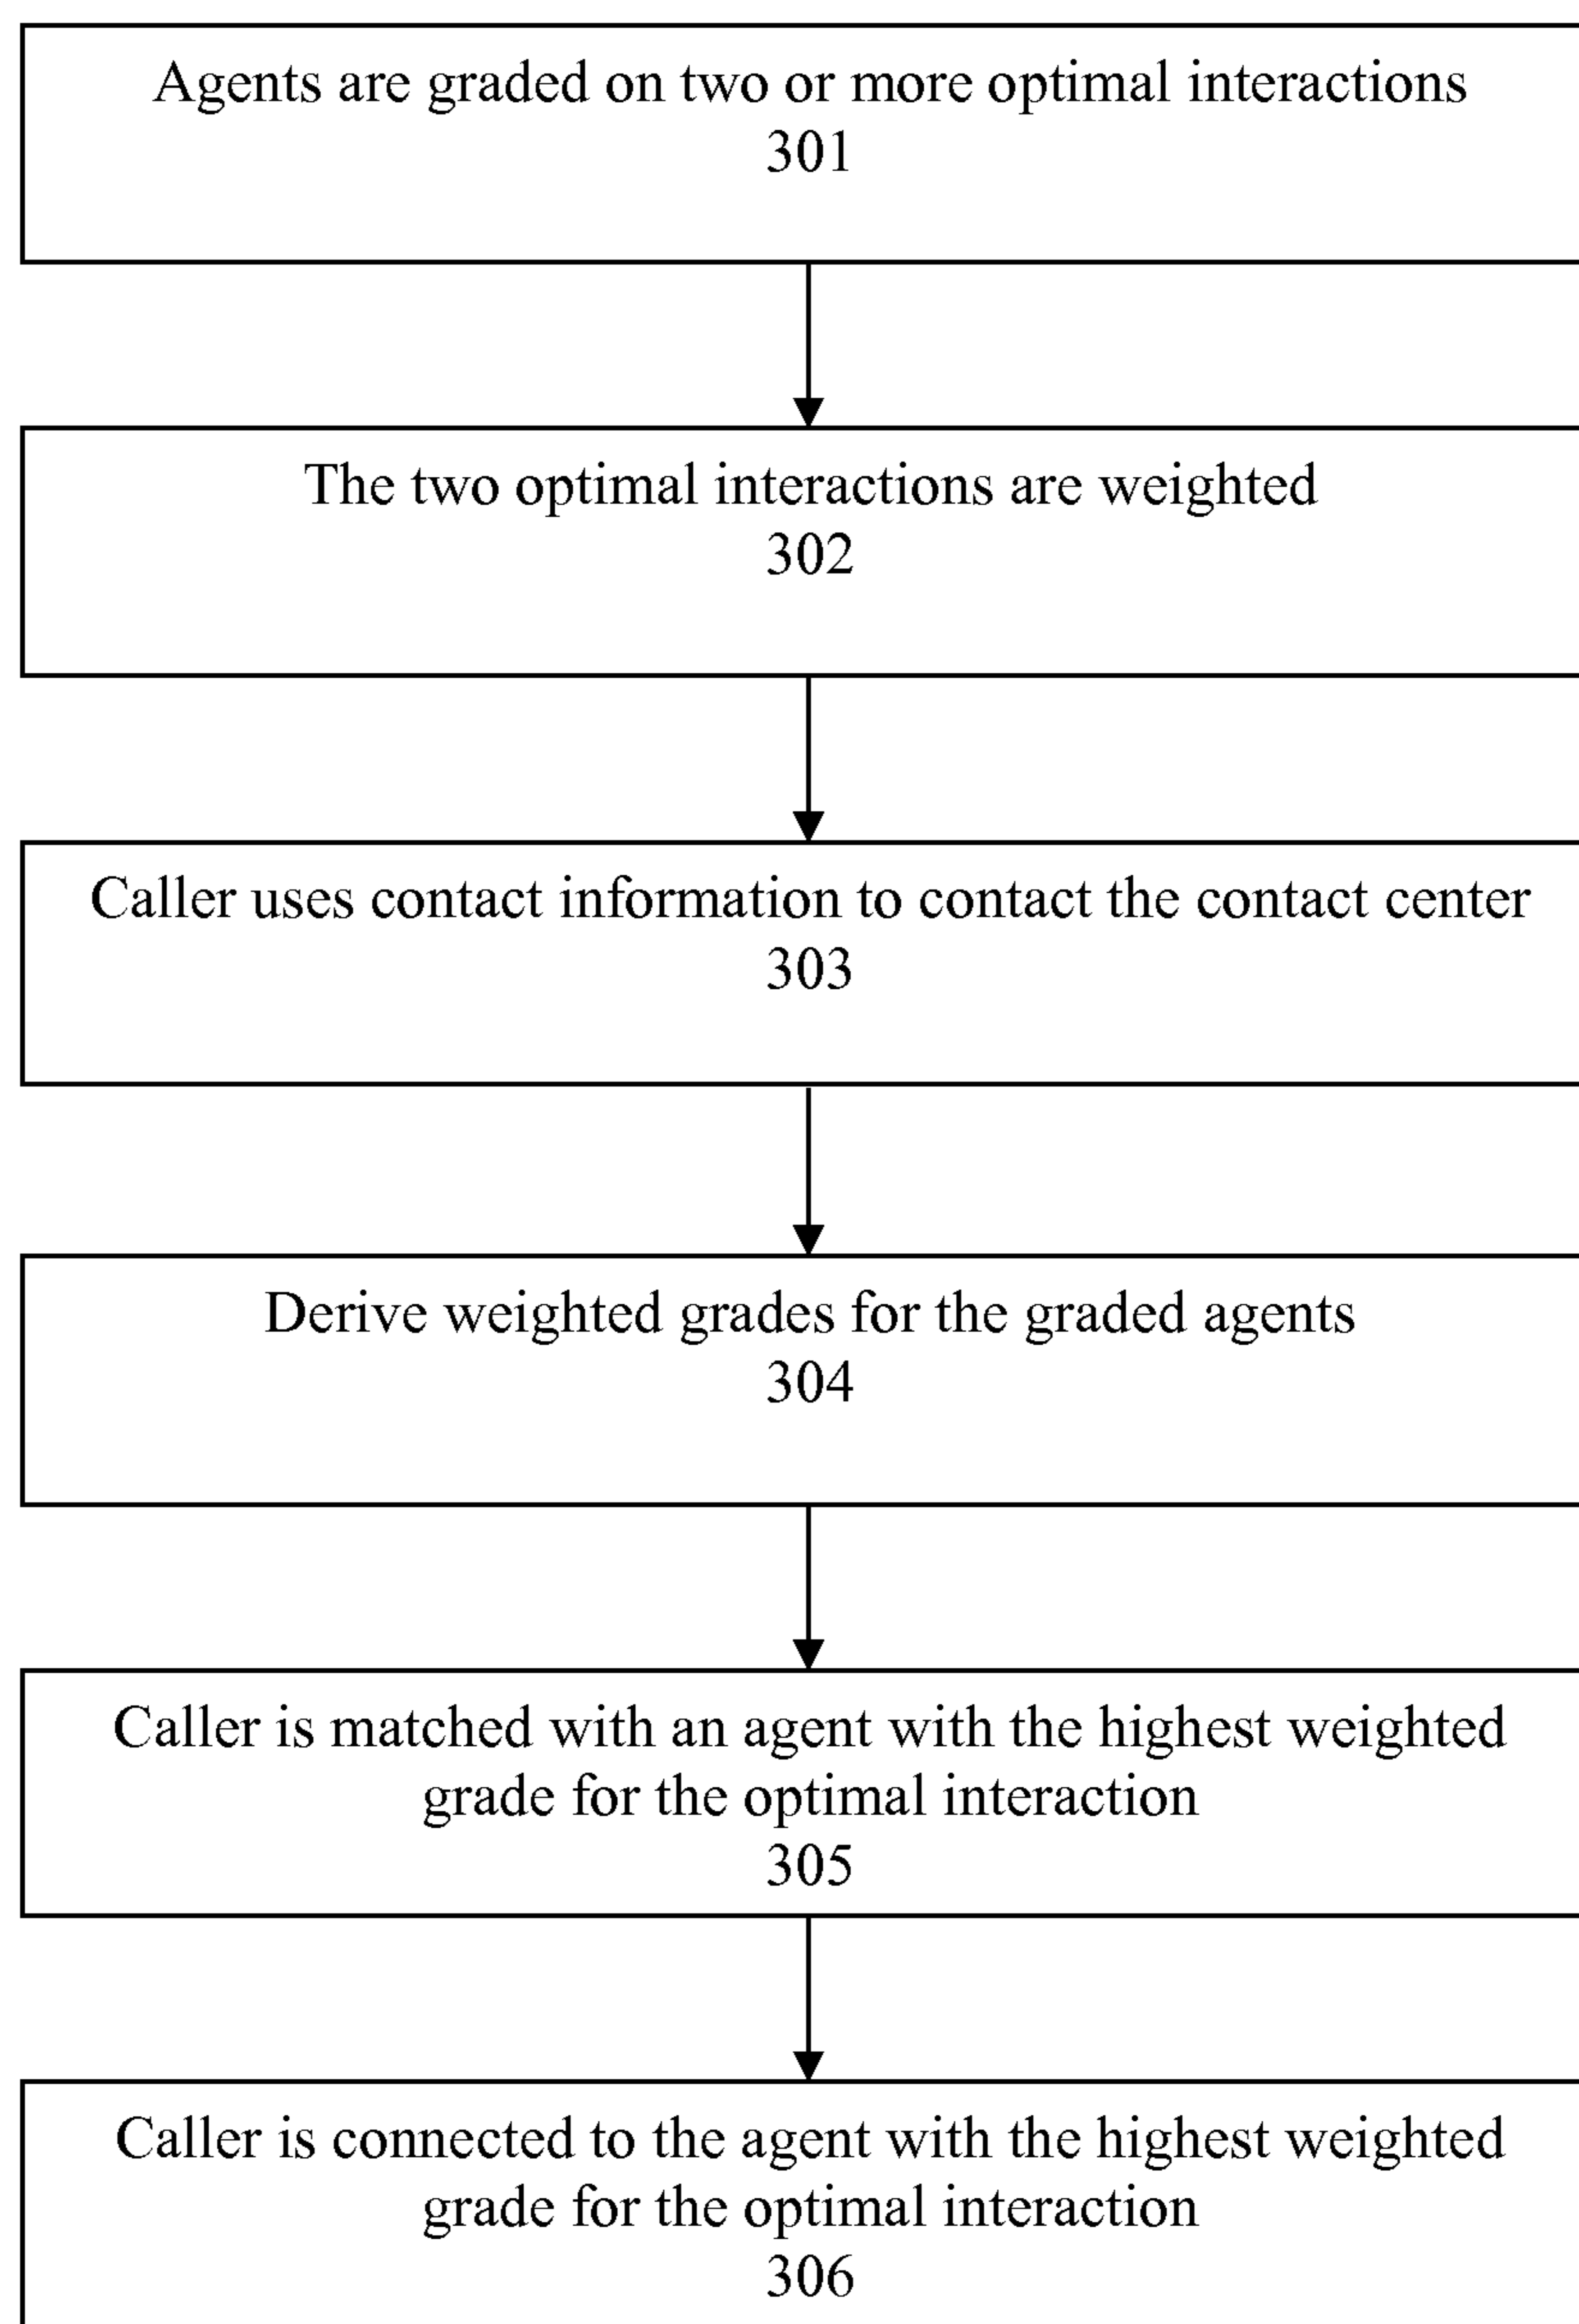 Agents are graded on two or more optimal interactions
301
The two optimal interactions are weighted
302
Caller uses contact information to contact the contact center
303
Derive weighted grades for the graded agents
304
Caller is matched with an agent with the highest weighted
grade for the optimal interaction
305
Caller is connected to the agent with the highest weighted
grade for the optimal interaction
306